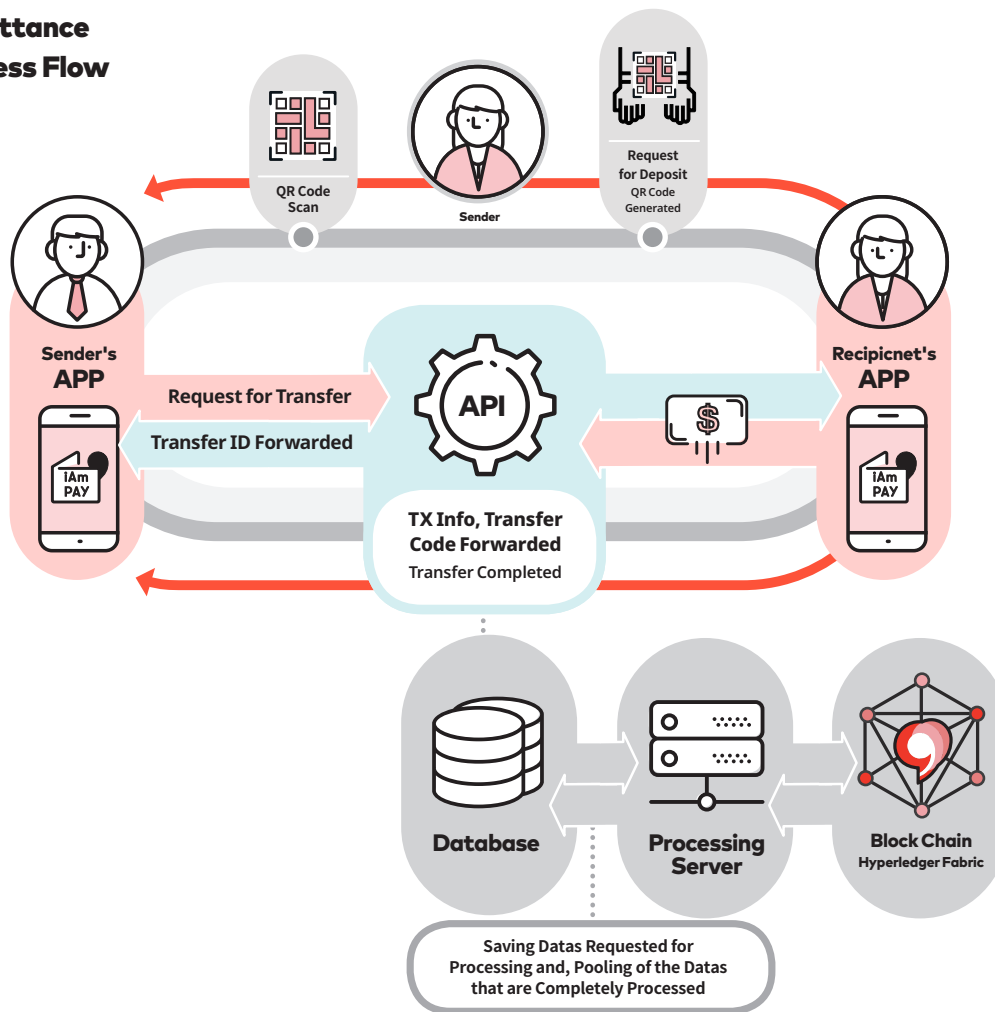 ttance
ess Flow
QR Code
Scan
Sender
Request
for Deposit
QR Code
Generated
Sender's
APP
iAm
PAY
Request for Transfer
Transfer ID Forwarded
API
TX Info, Transfer
Code Forwarded
Transfer Completed
$
Recipicnet's
APP
iAm
PAY
Database
Processing
Server
Block Chain
Hyperledger Fabric
Saving Datas Requested for
Processing and, Pooling of the Datas
that are Completely Processed